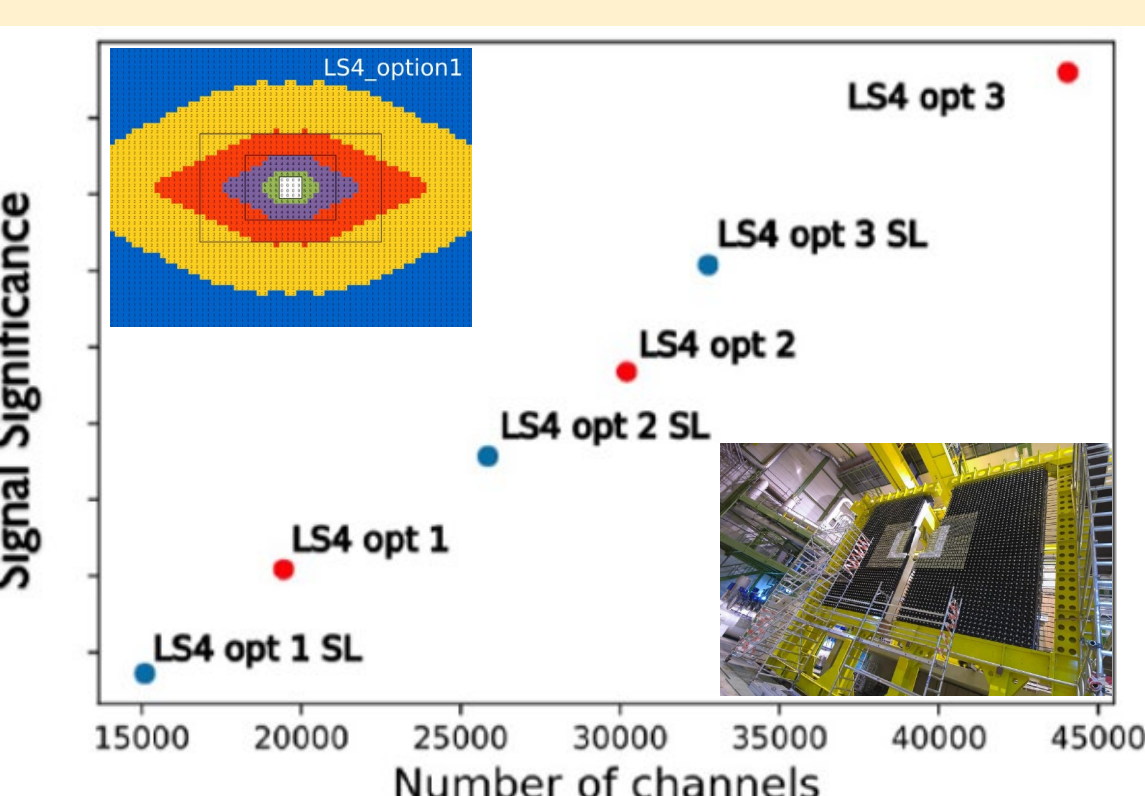 LS4_option1
LS4 opt 3
LS4 opt 3 SL
LS4 opt 2
LS4 opt 2 SL
LS4 opt 1
LS4 opt 1 SL
Signal Significance
15000 20000 25000 30000 35000 40000 45000
Number of channels